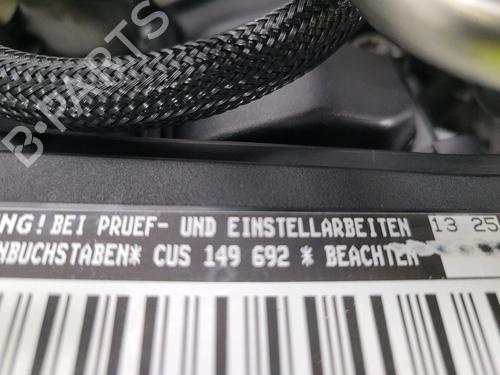 B-PARTS
NG! BEI PRUEF- UND EINSTELLARBEITEN 13 25
NBUCHSTABEN* CUS 149 692 * BEACHTEN